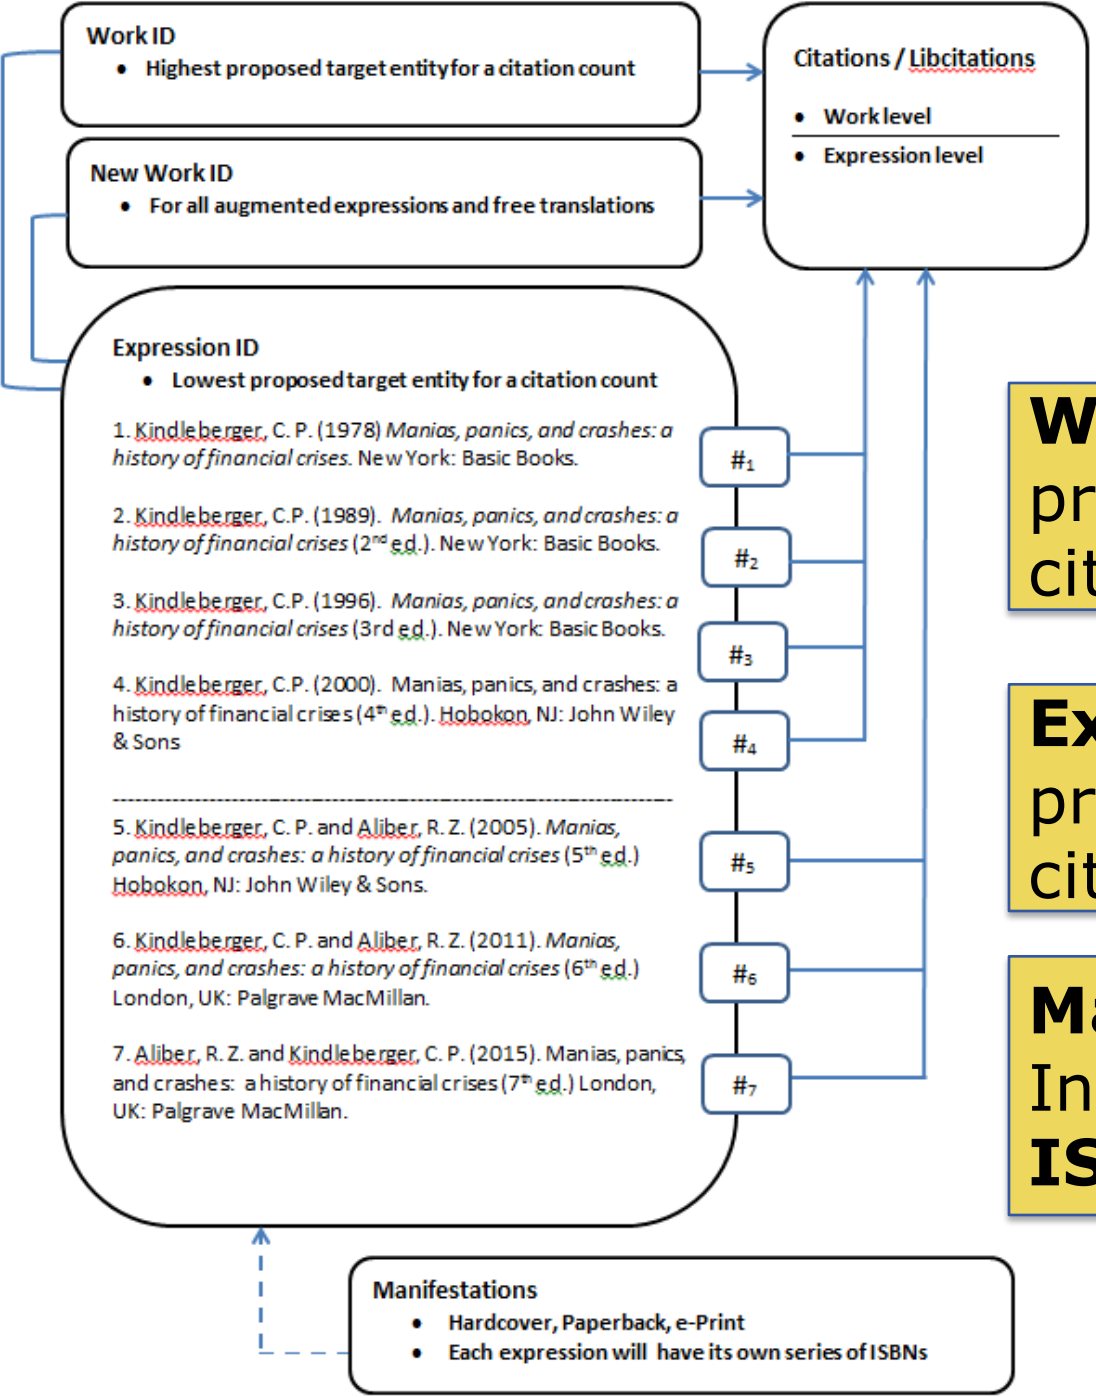 Work ID
• Highest proposed target entity for a citation count
Citations / Libcitations
• Work level
• Expression level
New Work ID
• For all augmented expressions and free translations
Expression ID
• Lowest proposed target entity for a citation count
1. Kindleberger, C. P. (1978) Manias, panics, and crashes: a
history of financial crises. New York: Basic Books.
#1
2. Kindleberger, C.P. (1989). Manias, panics, and crashes: a
history of financial crises (2nd ed.). New York: Basic Books.
#2
3. Kindleberger, C.P. (1996). Manias, panics, and crashes: a
history of financial crises (3rd ed.). New York: Basic Books.
#3
4. Kindleberger, C.P. (2000). Manias, panics, and crashes: a
history of financial crises (4th ed.). Hobokon, NJ: John Wiley
& Sons
#4
--------------------------------------------------------------------------------
5. Kindleberger, C. P. and Aliber, R. Z. (2005). Manias,
panics, and crashes: a history of financial crises (5th ed.)
Hobokon, NJ: John Wiley & Sons.
#5
6. Kindleberger, C. P. and Aliber, R. Z. (2011). Manias,
panics, and crashes: a history of financial crises (6th ed.)
London, UK: Palgrave MacMillan.
#6
7. Aliber, R. Z. and Kindleberger, C. P. (2015). Manias, panics,
and crashes: a history of financial crises (7th ed.) London,
UK: Palgrave MacMillan.
#7
Manifestations
• Hardcover, Paperback, e-Print
• Each expression will have its own series of ISBNs
W
pr
cit
Ex
pr
cit
Ma
In
IS